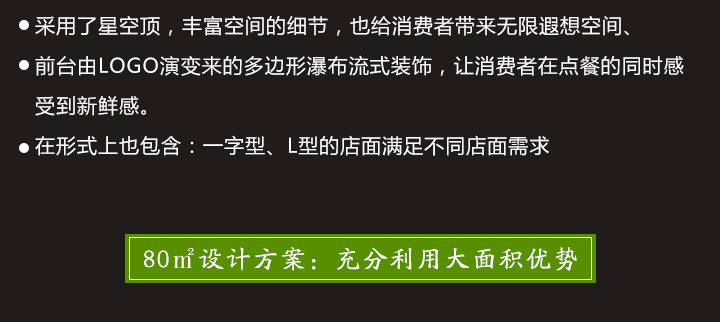 ●采用了星空顶，丰富空间的细节，也给消费者带来无限遐想空间、
●前台由LOGO演变来的多边形瀑布流式装饰，让消费者在点餐的同时感
受到新鲜感。
●在形式上也包含：一字型、L型的店面满足不同店面需求
80㎡设计方案：充分利用大面积优势